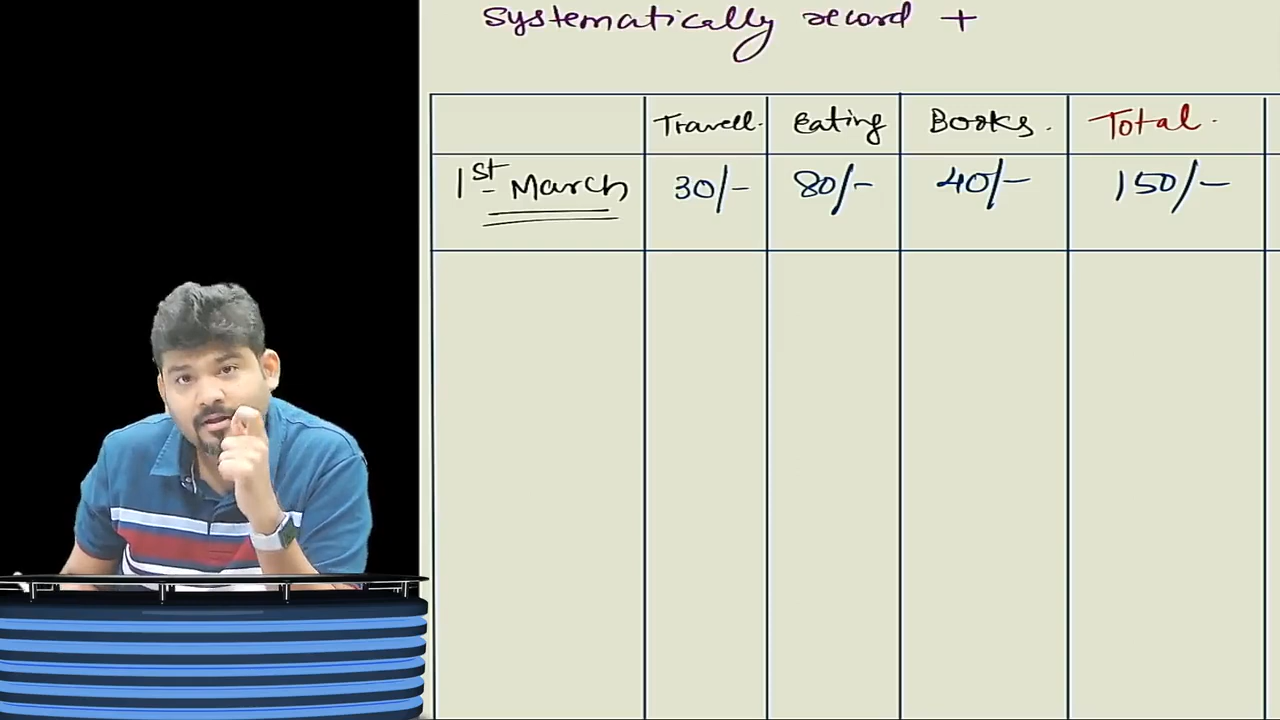 systematically record +
Travell. Eating Books. Total.
1st March 30/- 80/- 40/- 150/-